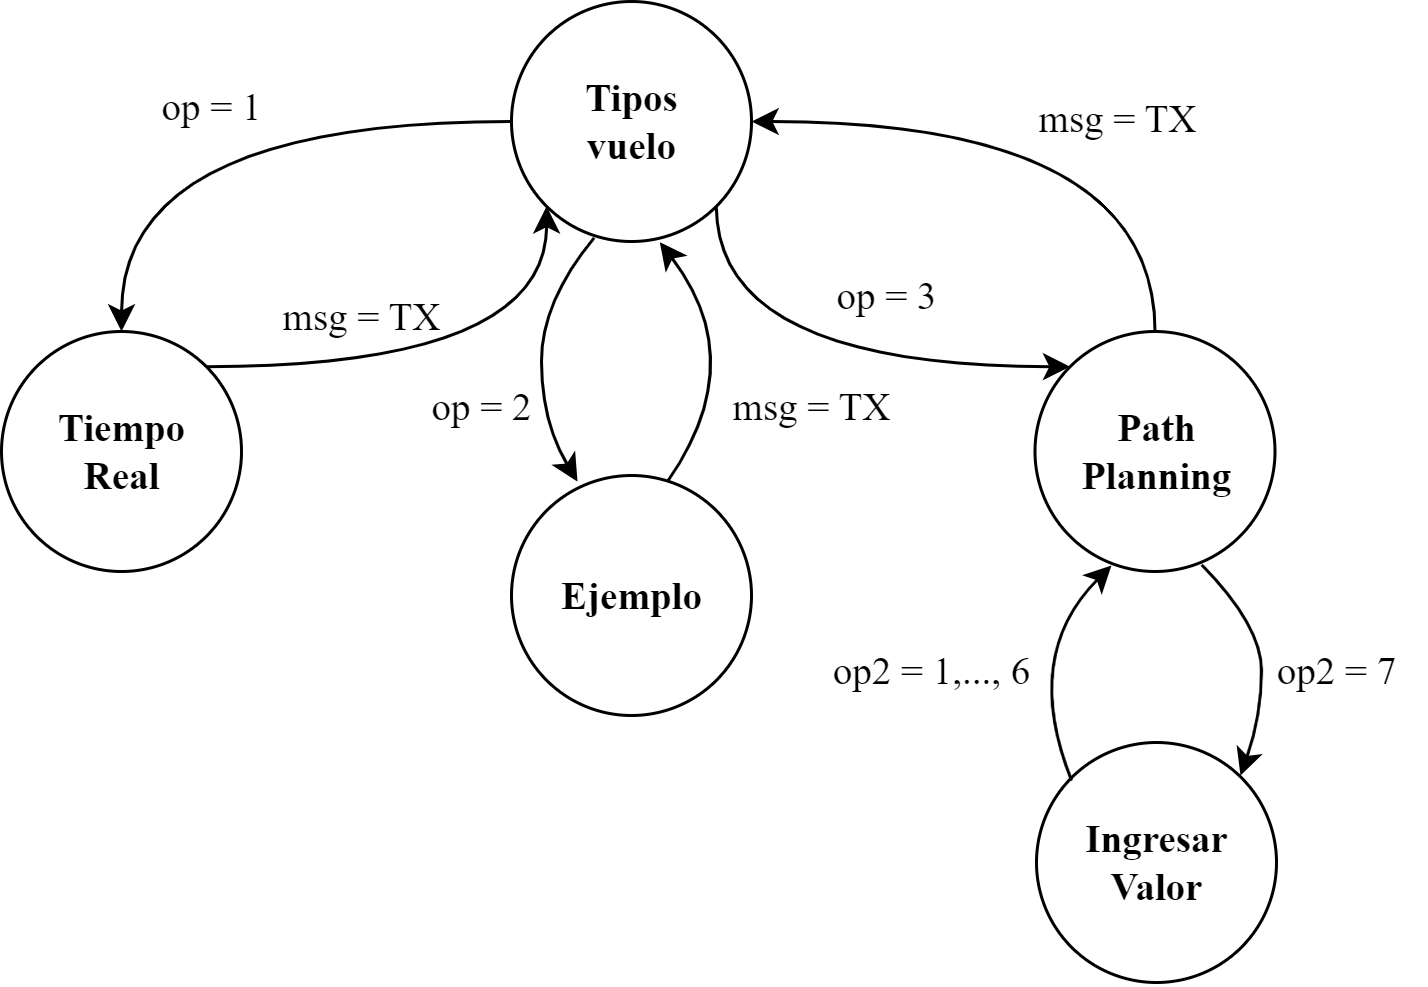 Tipos
vuelo
op = 1
msg = TX
msg = TX
op = 3
op = 2
msg = TX
Tiempo
Real
Path
Planning
Ejemplo
op2 = 1,..., 6
op2 = 7
Ingresar
Valor